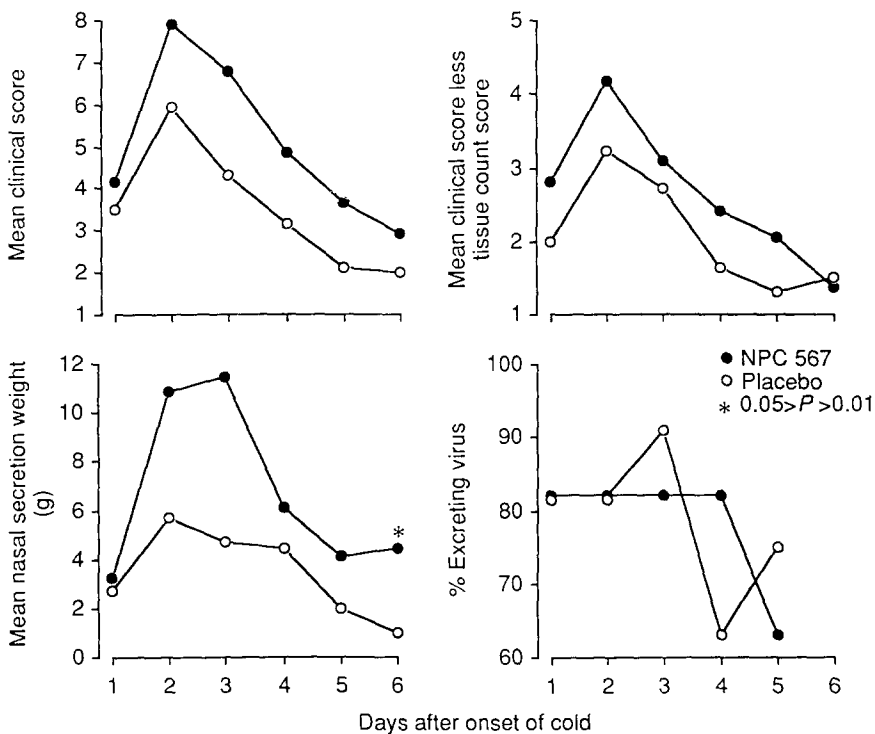 Mean clinical score
8
7
6
5
4
3
2
1
Mean clinical score less
tissue count score
5
4
3
2
1
Mean nasal secretion weight
(g)
12
10
8
6
4
2
0
*
1 2 3 4 5 6
% Excreting virus
100
90
80
70
60
NPC 567
Placebo
* 0.05>P >0.01
1 2 3 4 5 6
Days after onset of cold